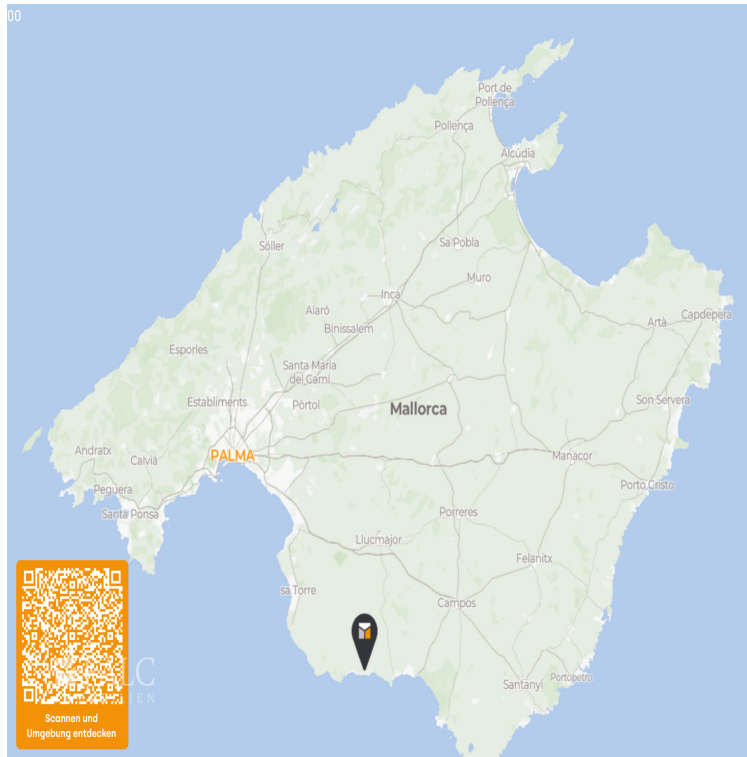 00
Port de
Pollença
Pollença
Alcúdia
Sóller
Sa Pobla
Muro
Inca
Alaró
Binissalem
Artà
Capdepera
Esporles
Santa Maria
del Camí
Establiments
Pòrtol
Mallorca
Son Servera
Andratx
Calvià
PALMA
Manacor
Peguera
Santa Ponsa
Porto Cristo
Porreres
Llucmajor
Felanitx
sa Torre
Campos
Santanyí
Portopetro
LC
IEN
Scannen und
Umgebung entdecken